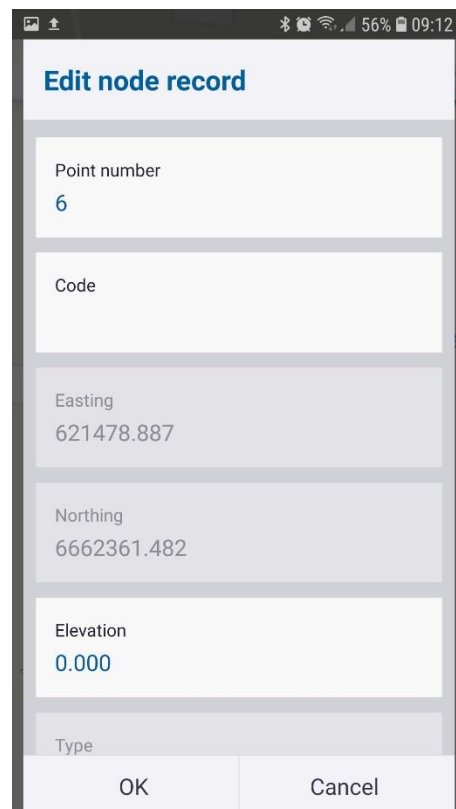 56% 09:12
Edit node record
Point number
6
Code
Easting
621478.887
Northing
6662361.482
Elevation
0.000
Type
OK Cancel